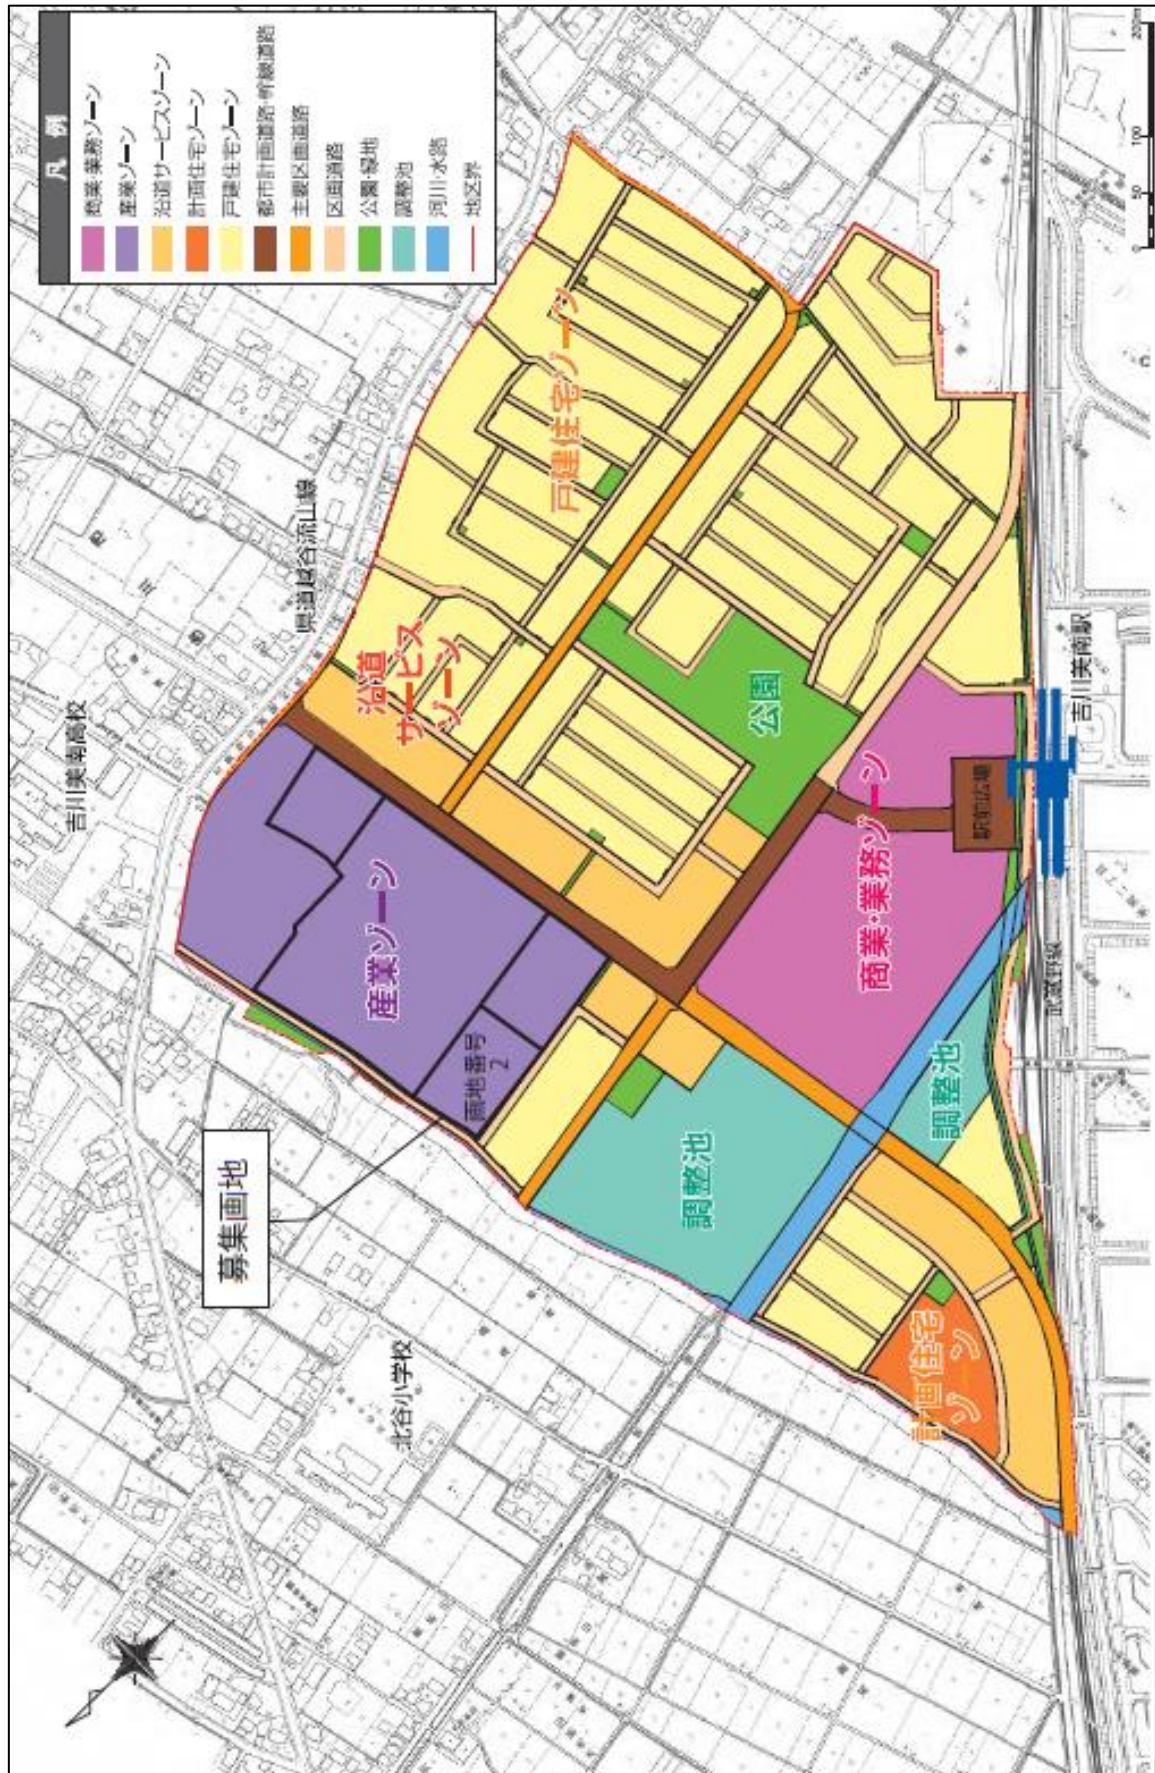 凡 例
商業・業務ゾーン
産業ゾーン
沿道サービスゾーン
計画住宅ゾーン
戸建住宅ゾーン
都市計画道路・幹線道路
主要区画道路
区画道路
公園・緑地
調整池
河川・水路
地区界
吉川美南高校
県道越谷流山線
募集画地
北谷小学校
産業ゾーン
画地番号
2
沿道
サービス
ゾーン
戸建住宅ゾーン
公園
調整池
商業・業務ゾーン
駅前広場
調整池
計画住宅
ゾーン
武蔵野線
吉川美南駅
0
50
100
200m